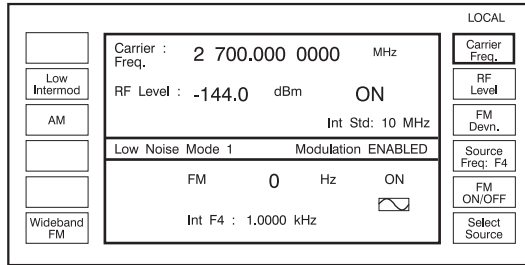 LOCAL
Carrier : Freq. 2 700.000 0000 MHz
RF Level : -144.0 dBm ON
Int Std: 10 MHz
Low Noise Mode 1 Modulation ENABLED
FM 0 Hz ON
Int F4 : 1.0000 kHz
Low
Intermod
AM
Wideband
FM
Carrier
Freq.
RF
Level
FM
Devn.
Source
Freq: F4
FM
ON/OFF
Select
Source